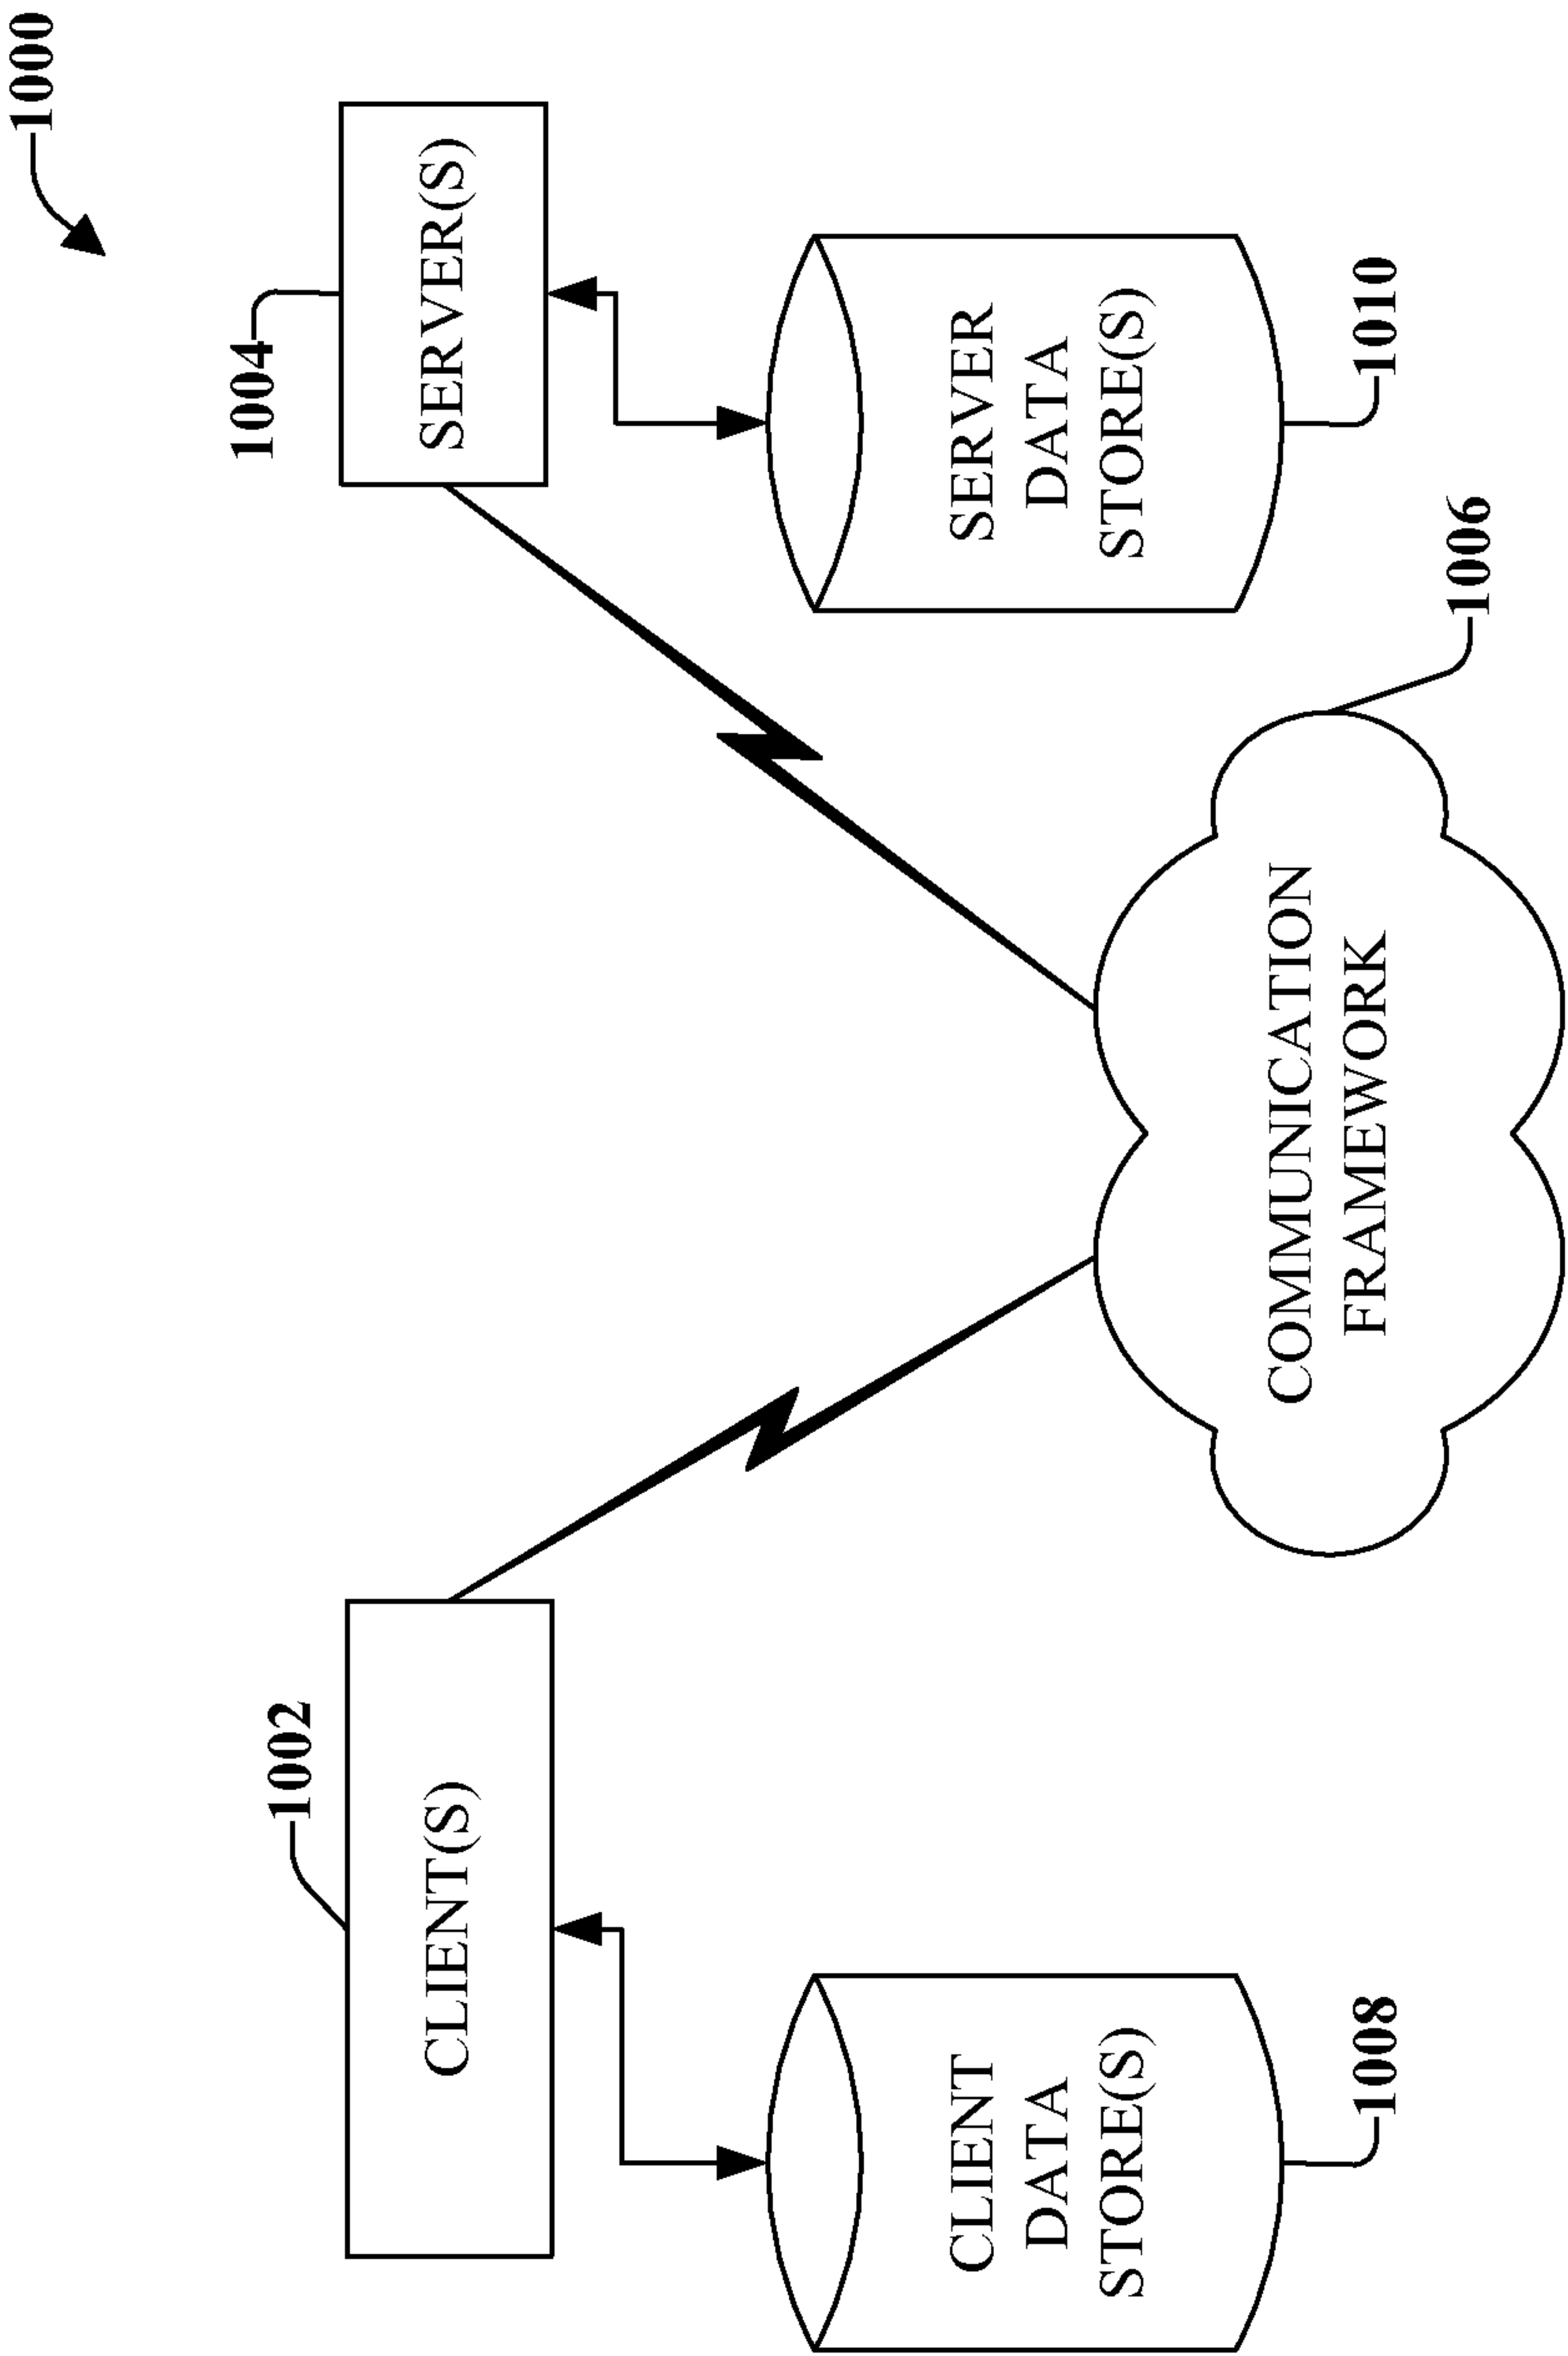 1000
1002
1004
CLIENT(S)
SERVER(S)
CLIENT
DATA
STORE(S)
SERVER
DATA
STORE(S)
COMMUNICATION
FRAMEWORK
1008
1010
1006